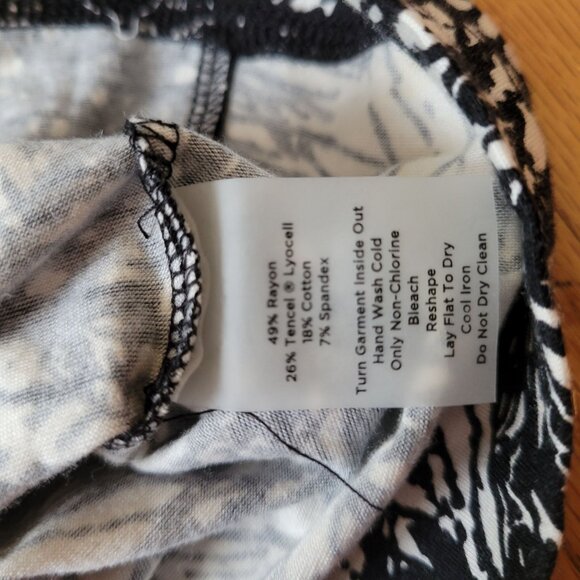 49% Rayon
26% Tencel ® Lyocell
18% Cotton
7% Spandex
Turn Garment Inside Out
Hand Wash Cold
Only Non-Chlorine
Bleach
Reshape
Lay Flat To Dry
Cool Iron
Do Not Dry Clean